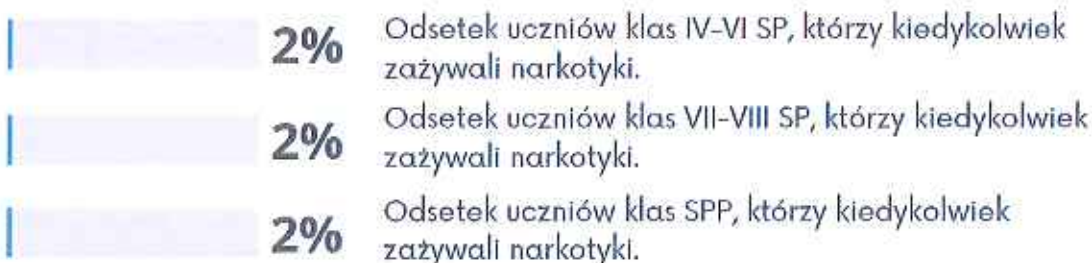 2% Odsetek uczniów klas IV-VI SP, którzy kiedykolwiek
zażywali narkotyki.
2% Odsetek uczniów klas VII-VIII SP, którzy kiedykolwiek
zażywali narkotyki.
2% Odsetek uczniów klas SPP, którzy kiedykolwiek
zażywali narkotyki.